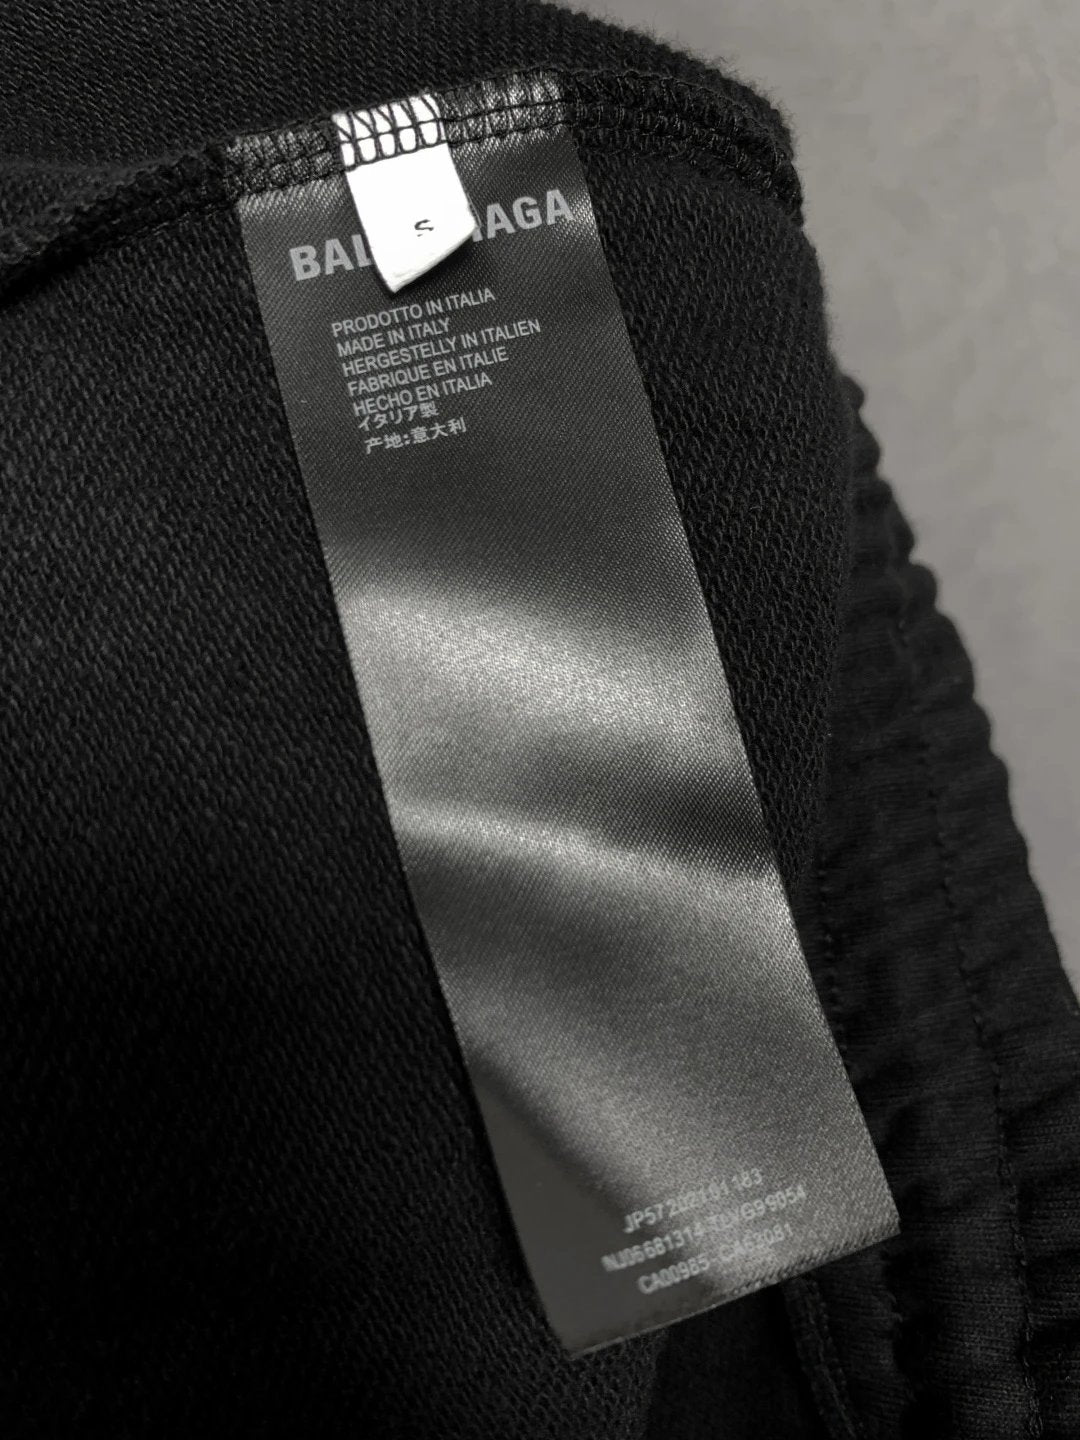 S
BAL AGA
PRODOTTO IN ITALIA
MADE IN ITALY
HERGESTELLY IN ITALIEN
FABRIQUE EN ITALIE
HECHO EN ITALIA
イタリア製
产地:意大利